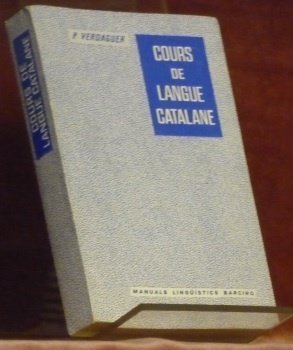 P. VERDAGUER
COURS
DE
LANGUE
CATALANE
MANUALS LINGÜÍSTICS BARCINO
COURS DE
LANGUE CATALANE